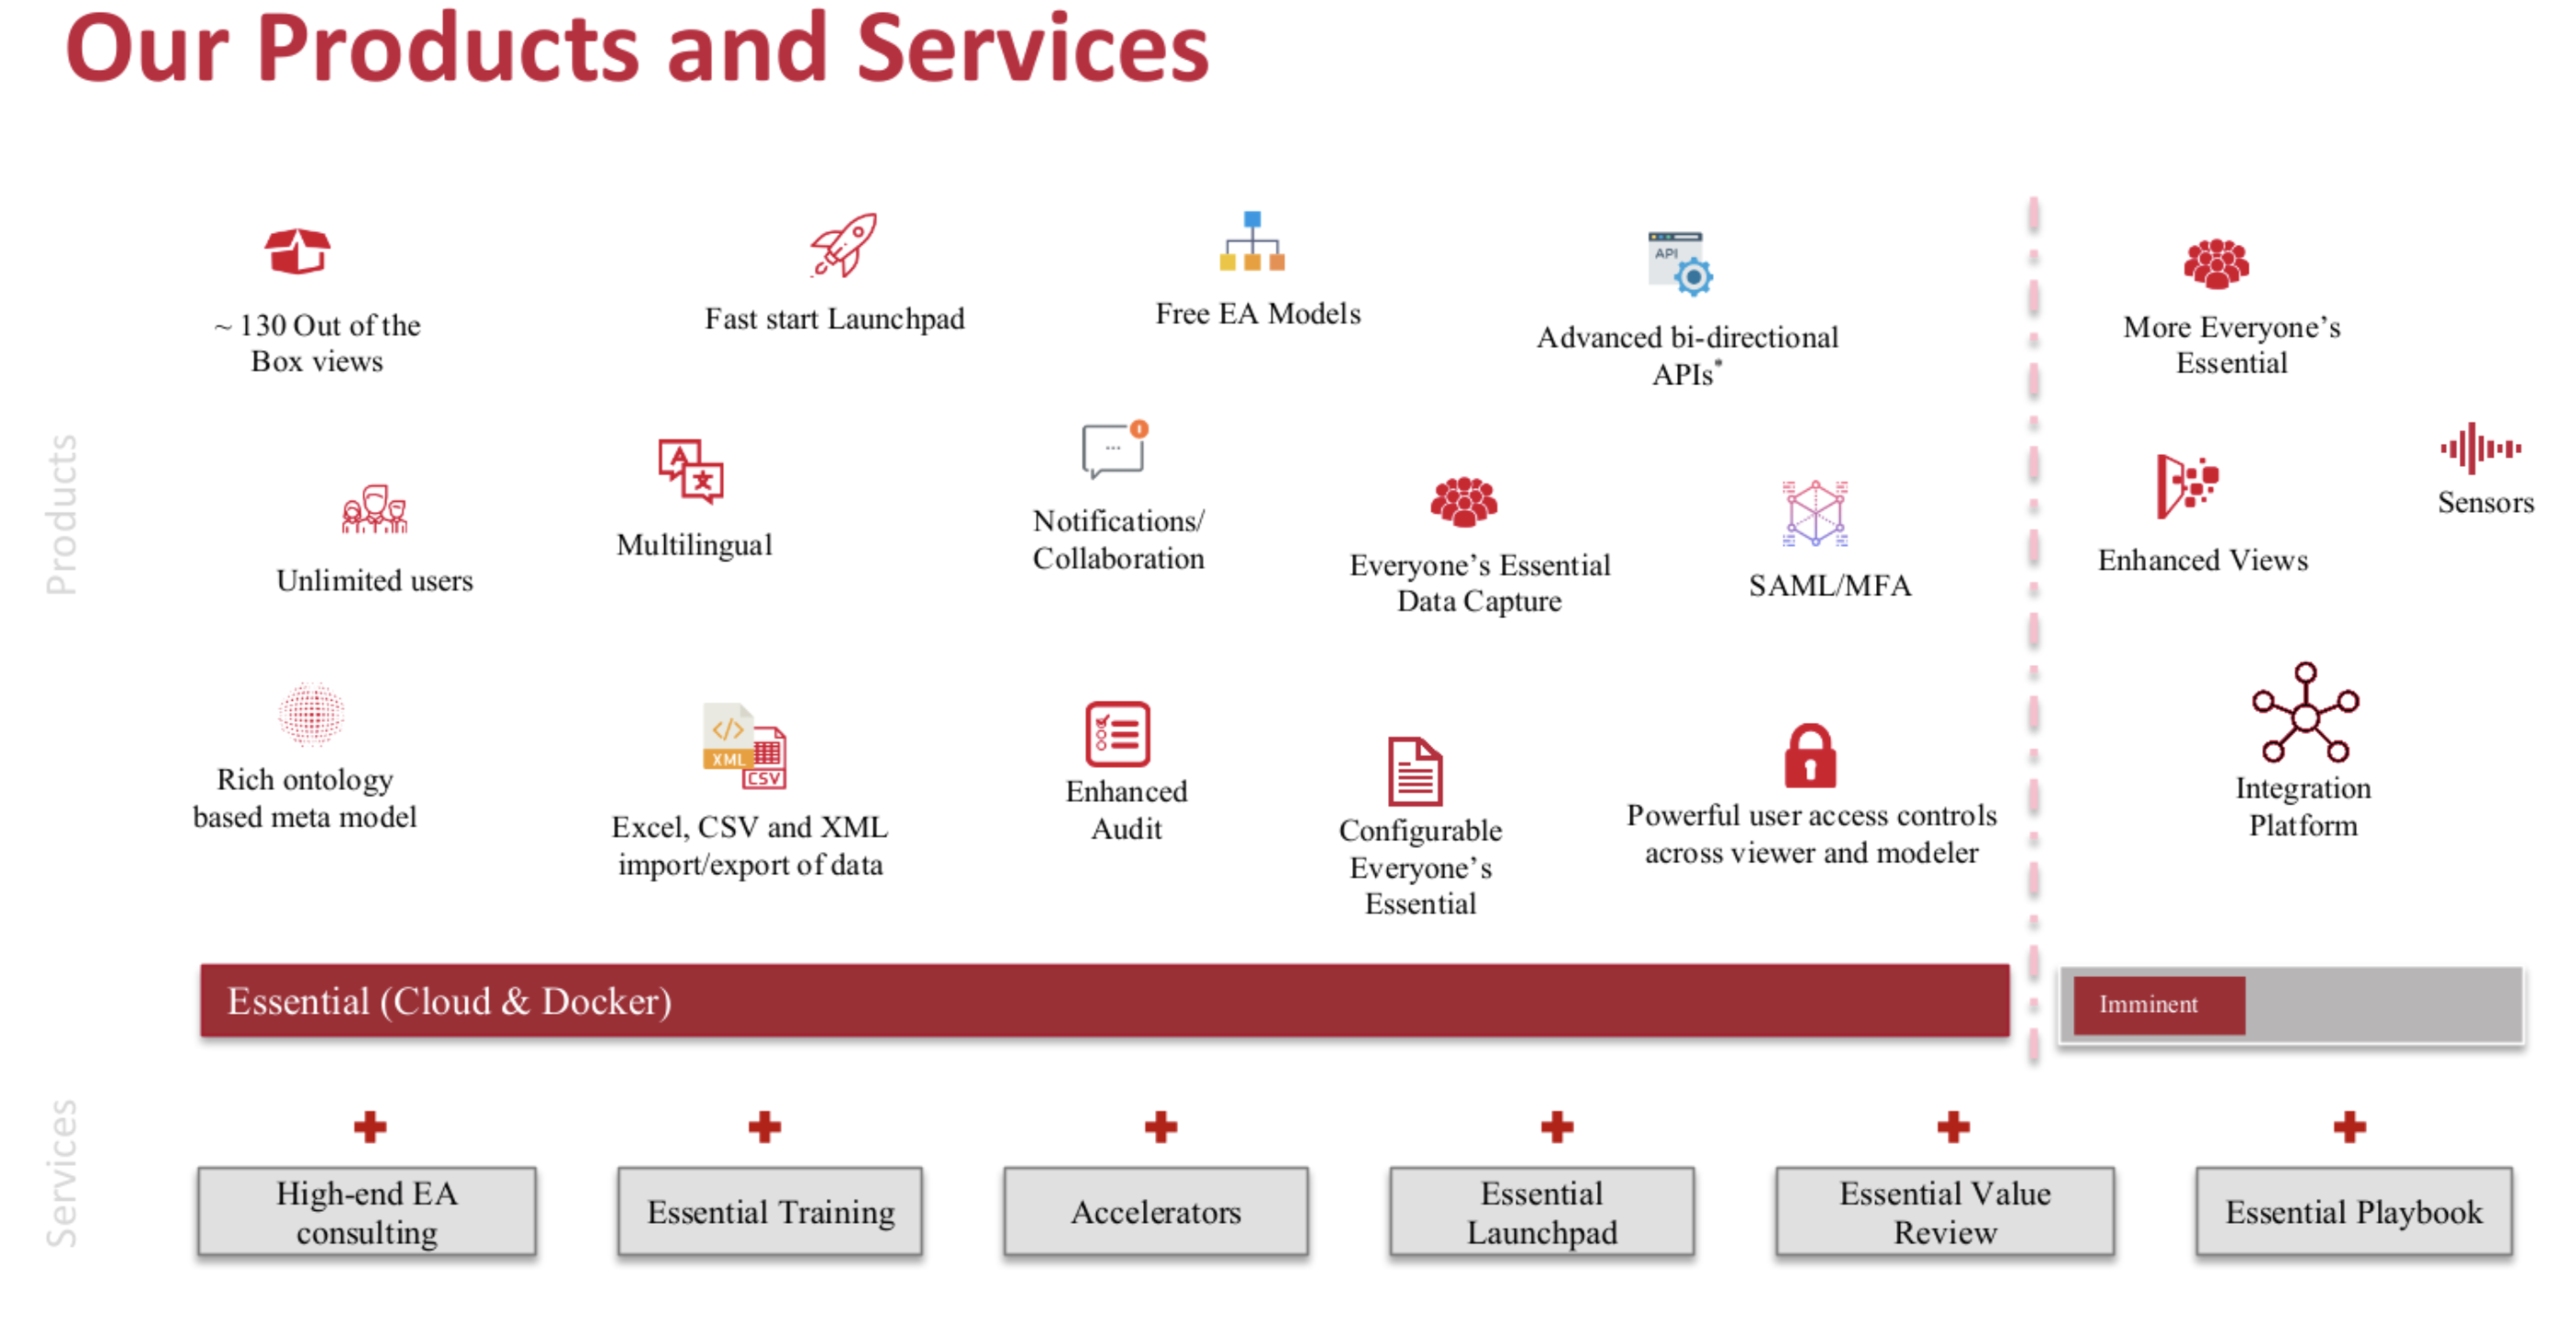 Our Products and Services
Products
~ 130 Out of the
Box views
Fast start Launchpad
Free EA Models
API
Advanced bi-directional
APIs*
More Everyone’s
Essential
Unlimited users
Multilingual
Notifications/
Collaboration
Everyone’s Essential
Data Capture
SAML/MFA
Enhanced Views
Sensors
Rich ontology
based meta model
XML
CSV
Excel, CSV and XML
import/export of data
Enhanced
Audit
Configurable
Everyone’s
Essential
Powerful user access controls
across viewer and modeler
Integration
Platform
Essential (Cloud & Docker)
Imminent
Services
High-end EA
consulting
Essential Training
Accelerators
Essential
Launchpad
Essential Value
Review
Essential Playbook